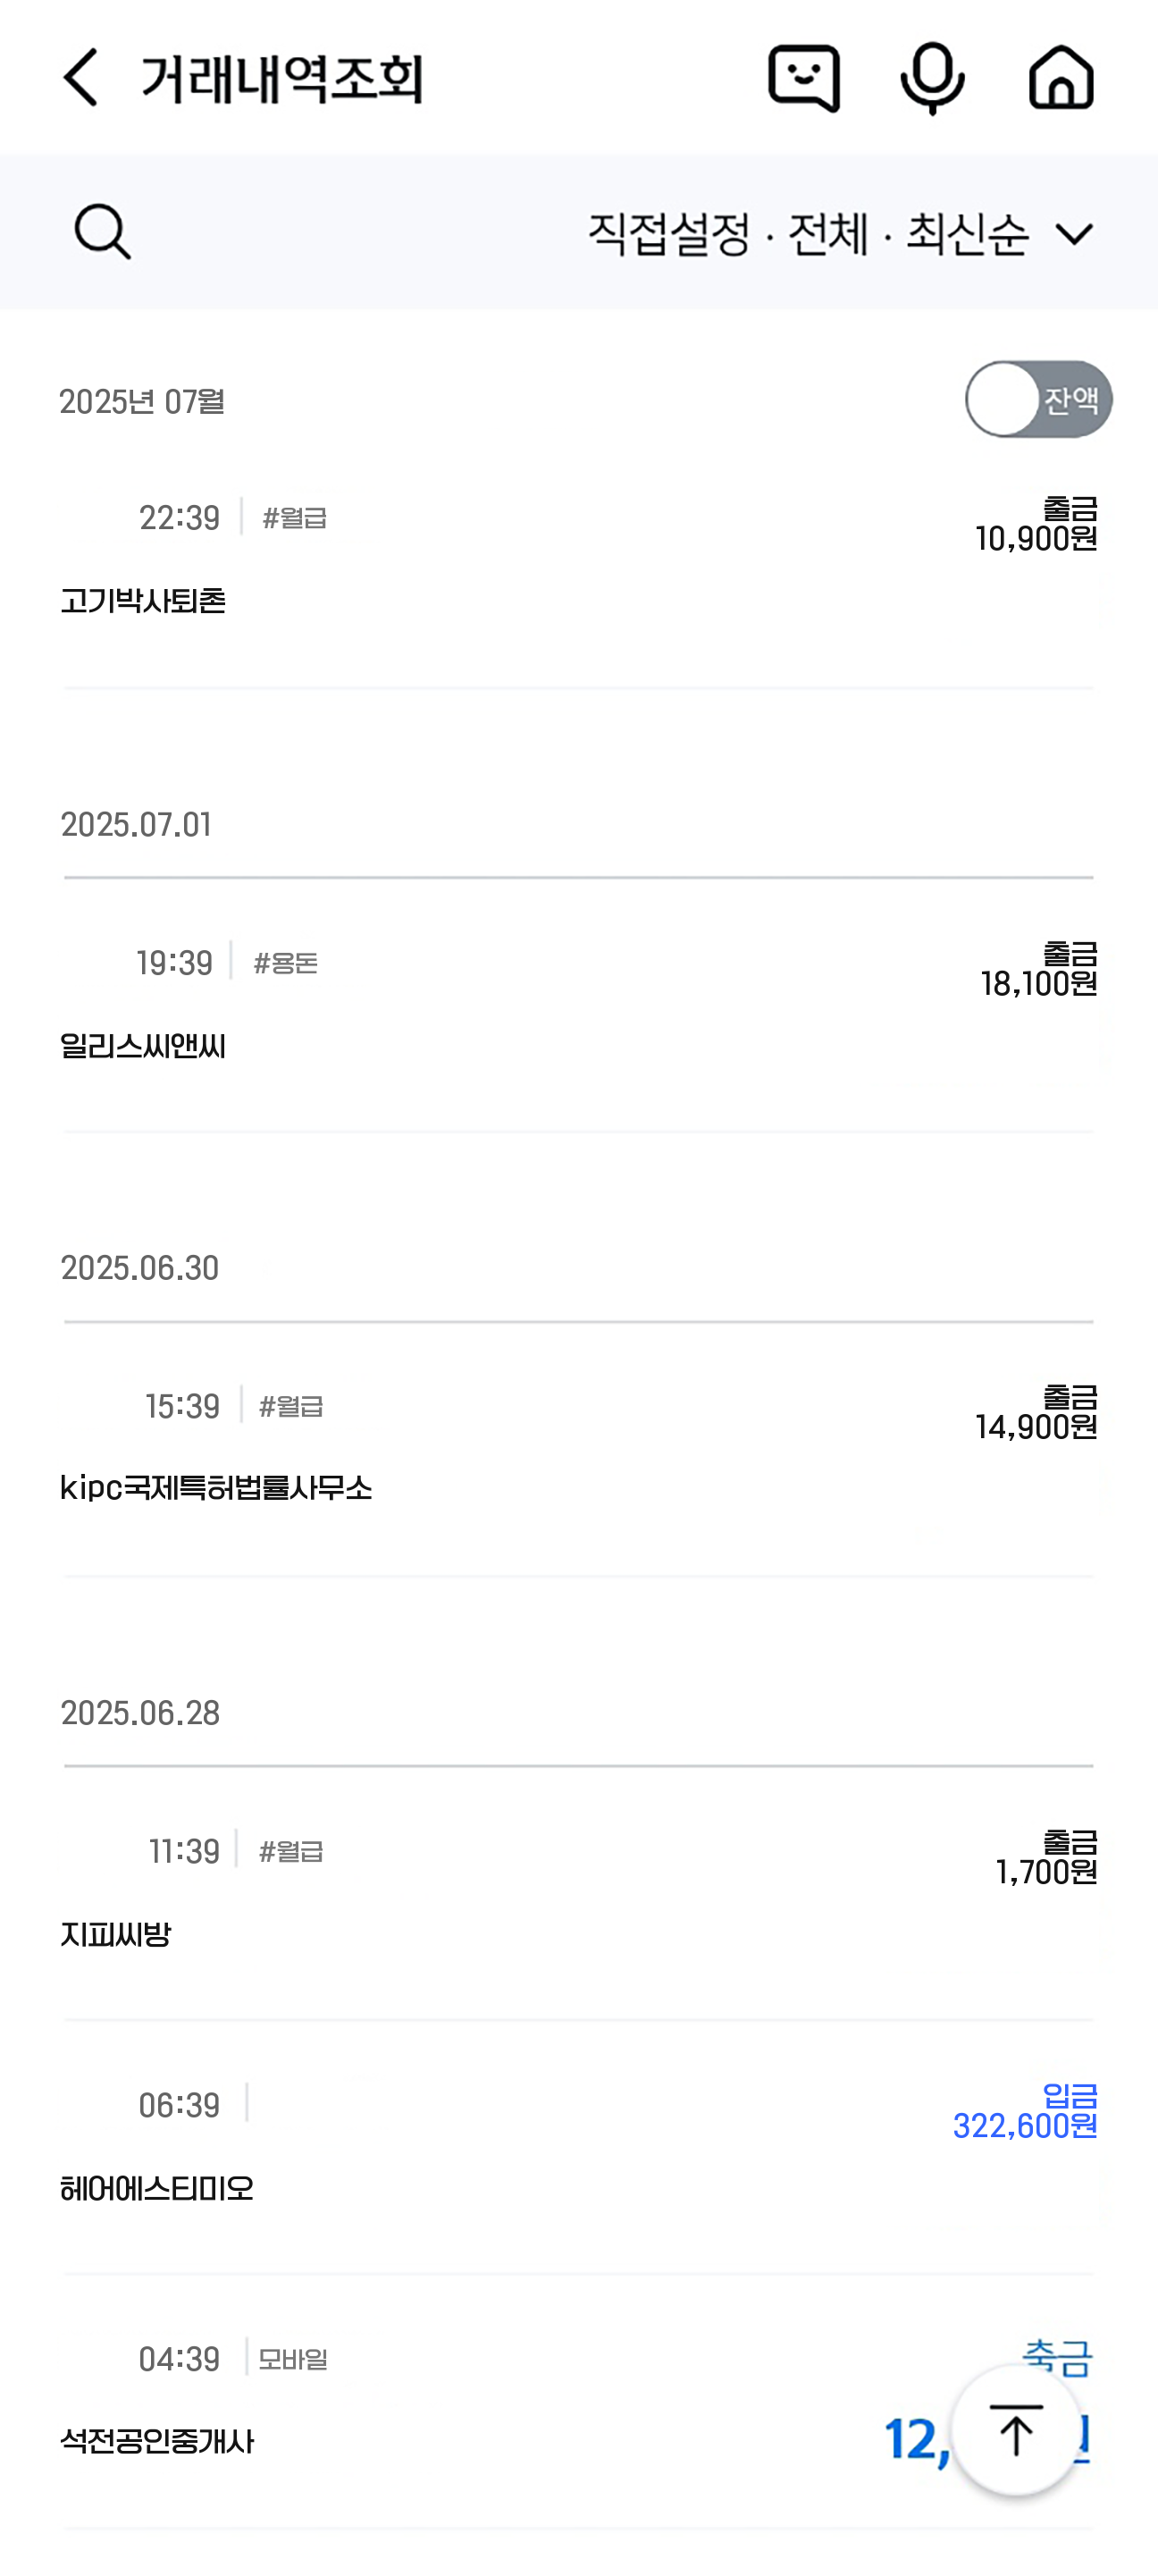 거래내역조회
직접설정 · 전체 · 최신순
2025년 07월
잔액
22:39 #월급
출금
10,900원
고기박사퇴촌
2025.07.01
19:39 #용돈
출금
18,100원
일리스씨앤씨
2025.06.30
15:39 #월급
출금
14,900원
kipc국제특허법률사무소
2025.06.28
11:39 #월급
출금
1,700원
지피씨방
06:39
입금
322,600원
헤어에스티미오
04:39 모바일
석전공인중개사
12,